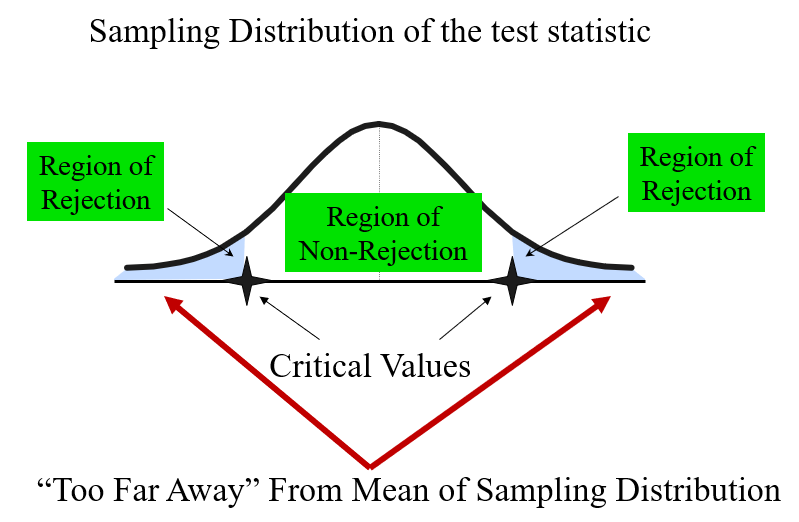 Sampling Distribution of the test statistic
Region of
Rejection
Region of
Rejection
Region of
Non-Rejection
Critical Values
“Too Far Away” From Mean of Sampling Distribution